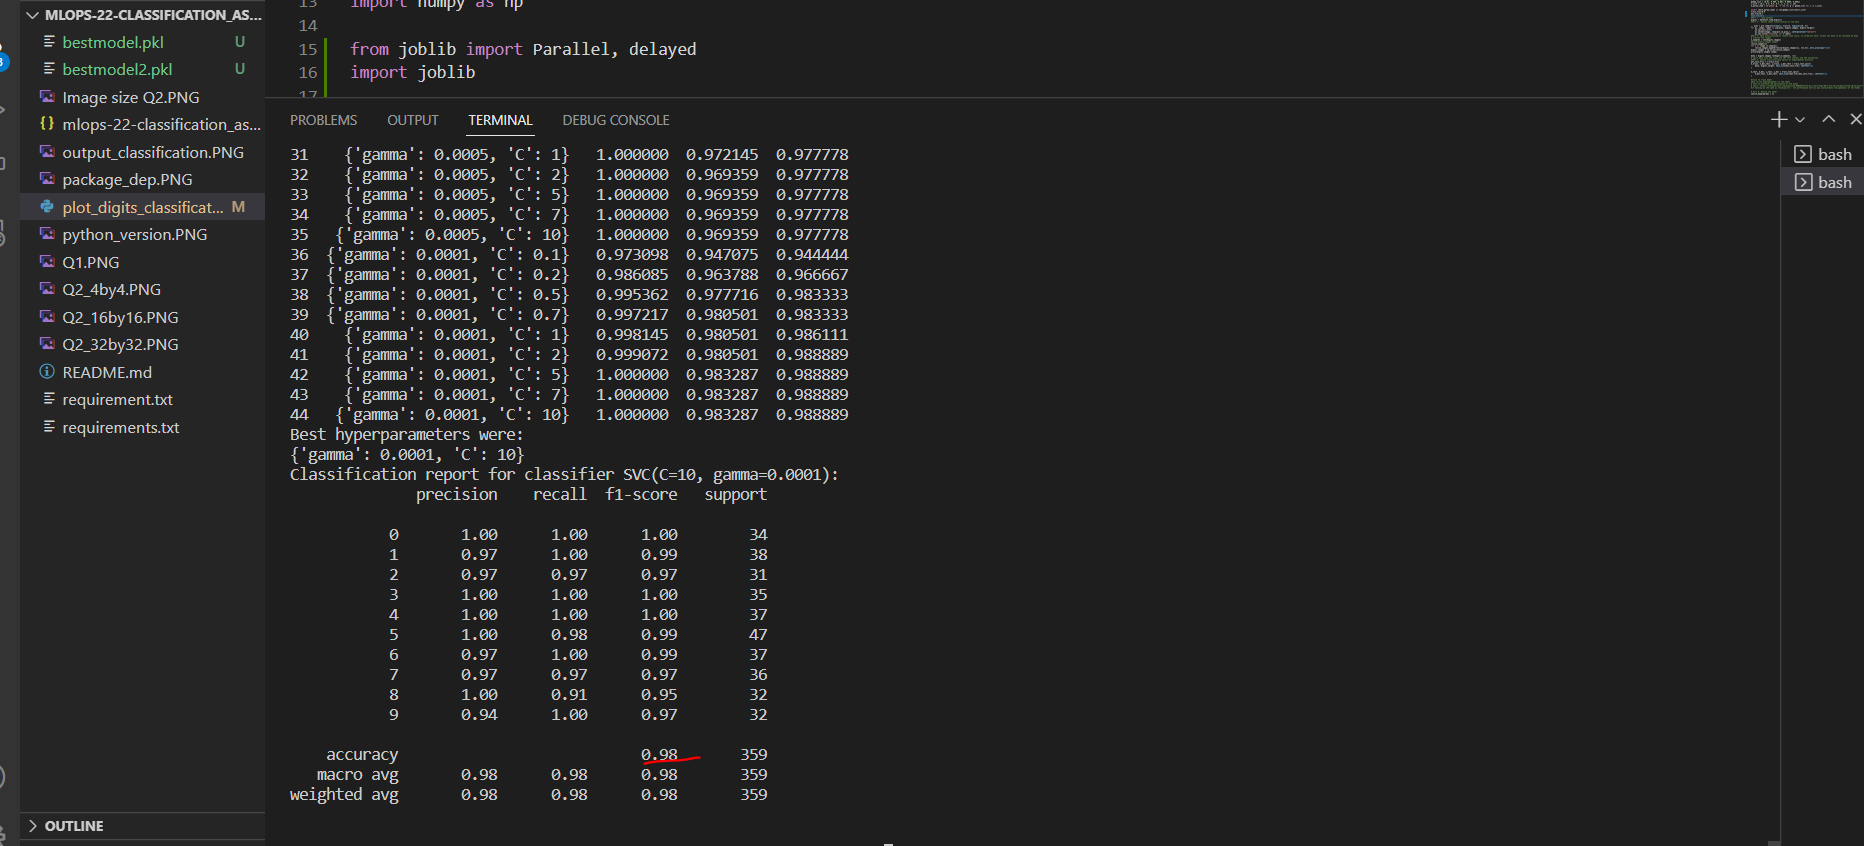 MLOPS-22-CLASSIFICATION_AS...
bestmodel.pkl U
bestmodel2.pkl U
Image size Q2.PNG
mlops-22-classification_as...
output_classification.PNG
package_dep.PNG
plot_digits_classificat... M
python_version.PNG
Q1.PNG
Q2_4by4.PNG
Q2_16by16.PNG
Q2_32by32.PNG
README.md
requirement.txt
requirements.txt
OUTLINE
13 import numpy as np
14
15 from joblib import Parallel, delayed
16 import joblib
17
PROBLEMS OUTPUT TERMINAL DEBUG CONSOLE
31 {'gamma': 0.0005, 'C': 1} 1.000000 0.972145 0.977778
32 {'gamma': 0.0005, 'C': 2} 1.000000 0.969359 0.977778
33 {'gamma': 0.0005, 'C': 5} 1.000000 0.969359 0.977778
34 {'gamma': 0.0005, 'C': 7} 1.000000 0.969359 0.977778
35 {'gamma': 0.0005, 'C': 10} 1.000000 0.969359 0.977778
36 {'gamma': 0.0001, 'C': 0.1} 0.973098 0.947075 0.944444
37 {'gamma': 0.0001, 'C': 0.2} 0.986085 0.963788 0.966667
38 {'gamma': 0.0001, 'C': 0.5} 0.995362 0.977716 0.983333
39 {'gamma': 0.0001, 'C': 0.7} 0.997217 0.980501 0.983333
40 {'gamma': 0.0001, 'C': 1} 0.998145 0.980501 0.986111
41 {'gamma': 0.0001, 'C': 2} 0.999072 0.980501 0.988889
42 {'gamma': 0.0001, 'C': 5} 1.000000 0.983287 0.988889
43 {'gamma': 0.0001, 'C': 7} 1.000000 0.983287 0.988889
44 {'gamma': 0.0001, 'C': 10} 1.000000 0.983287 0.988889
Best hyperparameters were:
{'gamma': 0.0001, 'C': 10}
Classification report for classifier SVC(C=10, gamma=0.0001):
precision recall f1-score support
0 1.00 1.00 1.00 34
1 0.97 1.00 0.99 38
2 0.97 0.97 0.97 31
3 1.00 1.00 1.00 35
4 1.00 1.00 1.00 37
5 1.00 0.98 0.99 47
6 0.97 1.00 0.99 37
7 0.97 0.97 0.97 36
8 1.00 0.91 0.95 32
9 0.94 1.00 0.97 32
accuracy 0.98 359
macro avg 0.98 0.98 0.98 359
weighted avg 0.98 0.98 0.98 359
bash
bash